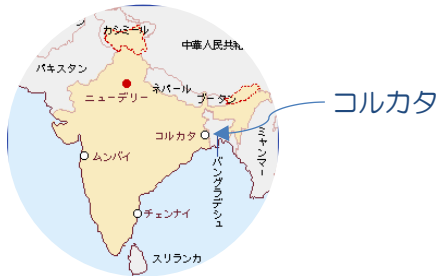 カシミール
中華人民共和
パキスタン
ネパール
ブータン
ニューデリー
コルカタ
コルカタ
ムンバイ
バングラデシュ
ミャンマー
チェンナイ
スリランカ